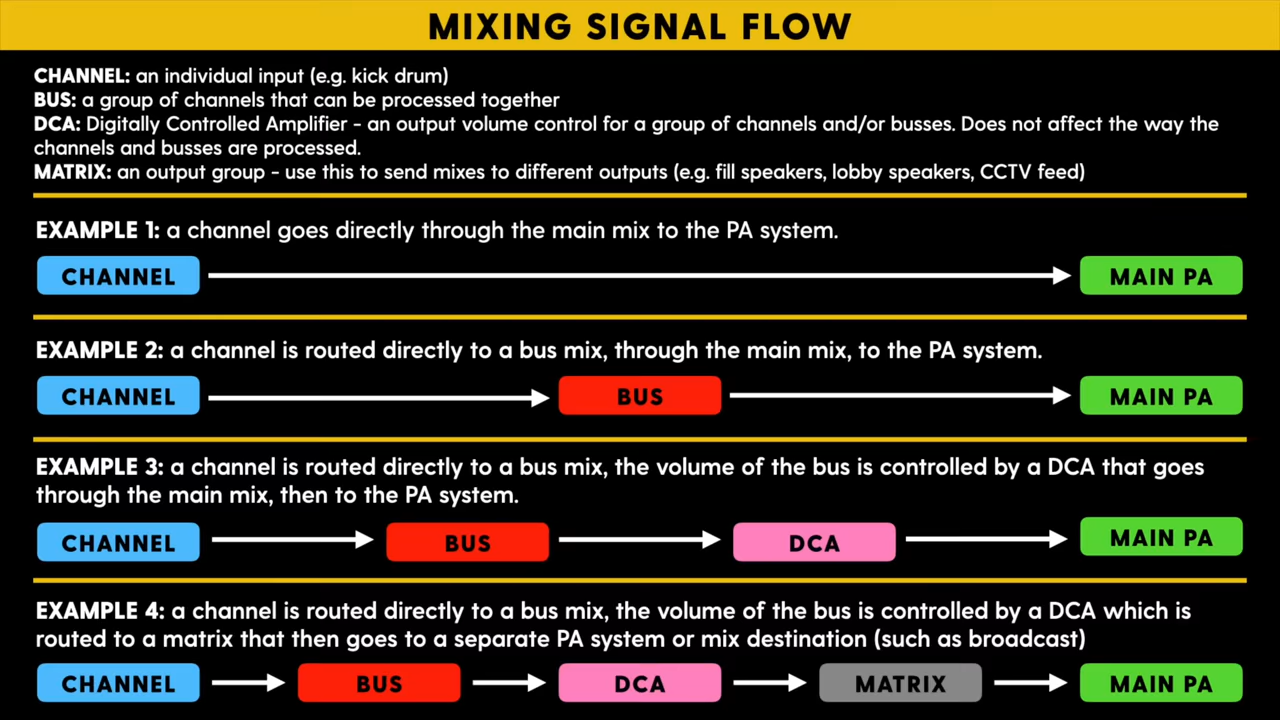 MIXING SIGNAL FLOW
CHANNEL: an individual input (e.g. kick drum)
BUS: a group of channels that can be processed together
DCA: Digitally Controlled Amplifier - an output volume control for a group of channels and/or busses. Does not affect the way the
channels and busses are processed.
MATRIX: an output group - use this to send mixes to different outputs (e.g. fill speakers, lobby speakers, CCTV feed)
EXAMPLE 1: a channel goes directly through the main mix to the PA system.
CHANNEL MAIN PA
EXAMPLE 2: a channel is routed directly to a bus mix, through the main mix, to the PA system.
CHANNEL BUS MAIN PA
EXAMPLE 3: a channel is routed directly to a bus mix, the volume of the bus is controlled by a DCA that goes
through the main mix, then to the PA system.
CHANNEL BUS DCA MAIN PA
EXAMPLE 4: a channel is routed directly to a bus mix, the volume of the bus is controlled by a DCA which is
routed to a matrix that then goes to a separate PA system or mix destination (such as broadcast)
CHANNEL BUS DCA MATRIX MAIN PA